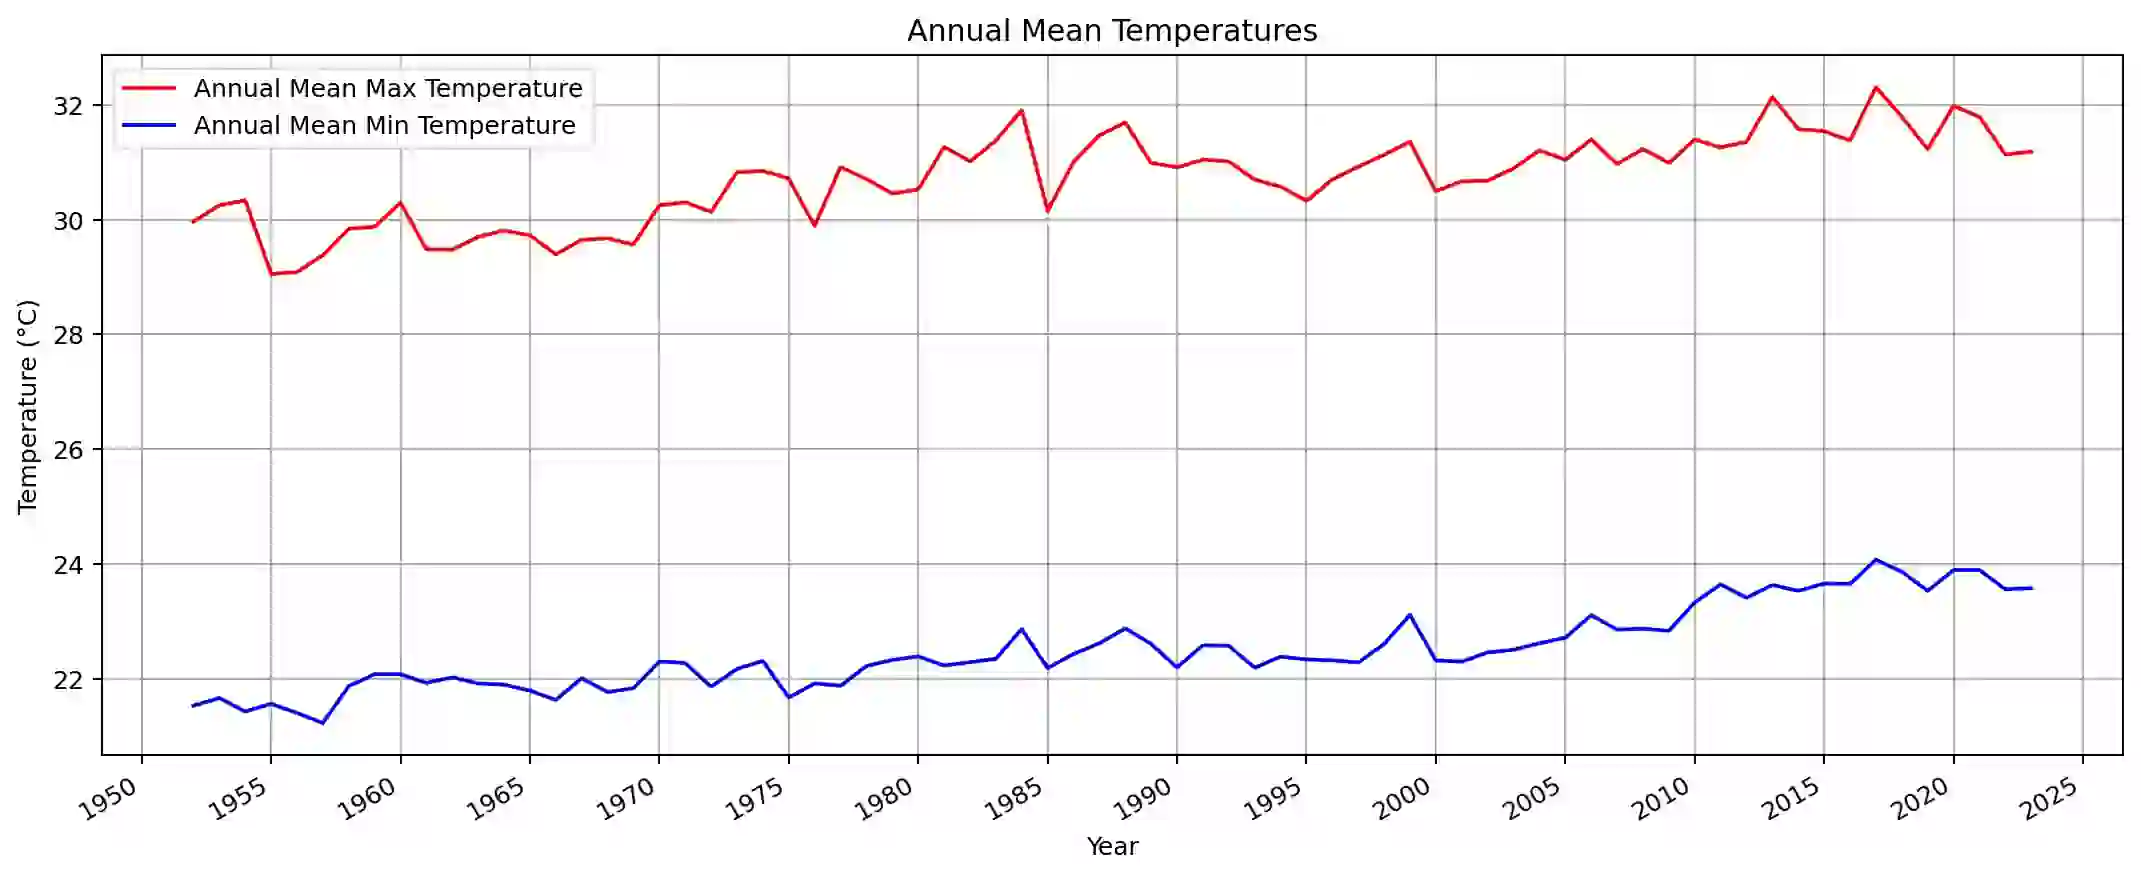 Annual Mean Temperatures
Annual Mean Max Temperature
Annual Mean Min Temperature
Temperature (°C)
32
30
28
26
24
22
1950 1955 1960 1965 1970 1975 1980 1985 1990 1995 2000 2005 2010 2015 2020 2025
Year